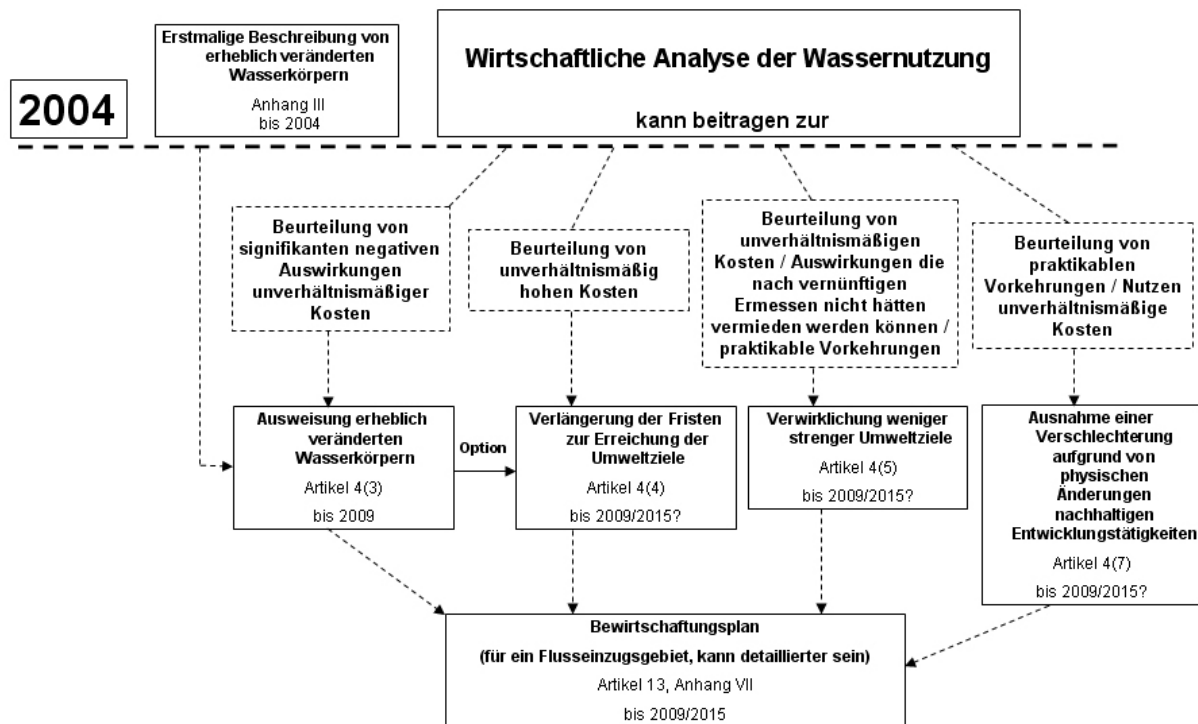 Erstmalige Beschreibung von
erheblich veränderten
Wasserkörpern
Anhang III
bis 2004
Wirtschaftliche Analyse der Wassernutzung
kann beitragen zur
2004
Beurteilung von
signifikanten negativen
Auswirkungen
unverhältnismäßiger
Kosten
Beurteilung von
unverhältnismäßig
hohen Kosten
Beurteilung von
unverhältnismäßigen
Kosten / Auswirkungen die
nach vernünftigen
Ermessen nicht hätten
vermieden werden können /
praktikable Vorkehrungen
Beurteilung von
praktikablen
Vorkehrungen / Nutzen
unverhältnismäßige
Kosten
Ausweisung erheblich
veränderten
Wasserkörpern
Artikel 4(3)
bis 2009
Option
Verlängerung der Fristen
zur Erreichung der
Umweltziele
Artikel 4(4)
bis 2009/2015?
Verwirklichung weniger
strenger Umweltziele
Artikel 4(5)
bis 2009/2015?
Ausnahme einer
Verschlechterung
aufgrund von
physischen
Änderungen
nachhaltigen
Entwicklungstätigkeiten
Artikel 4(7)
bis 2009/2015?
Bewirtschaftungsplan
(für ein Flusseinzugsgebiet, kann detaillierter sein)
Artikel 13, Anhang VII
bis 2009/2015